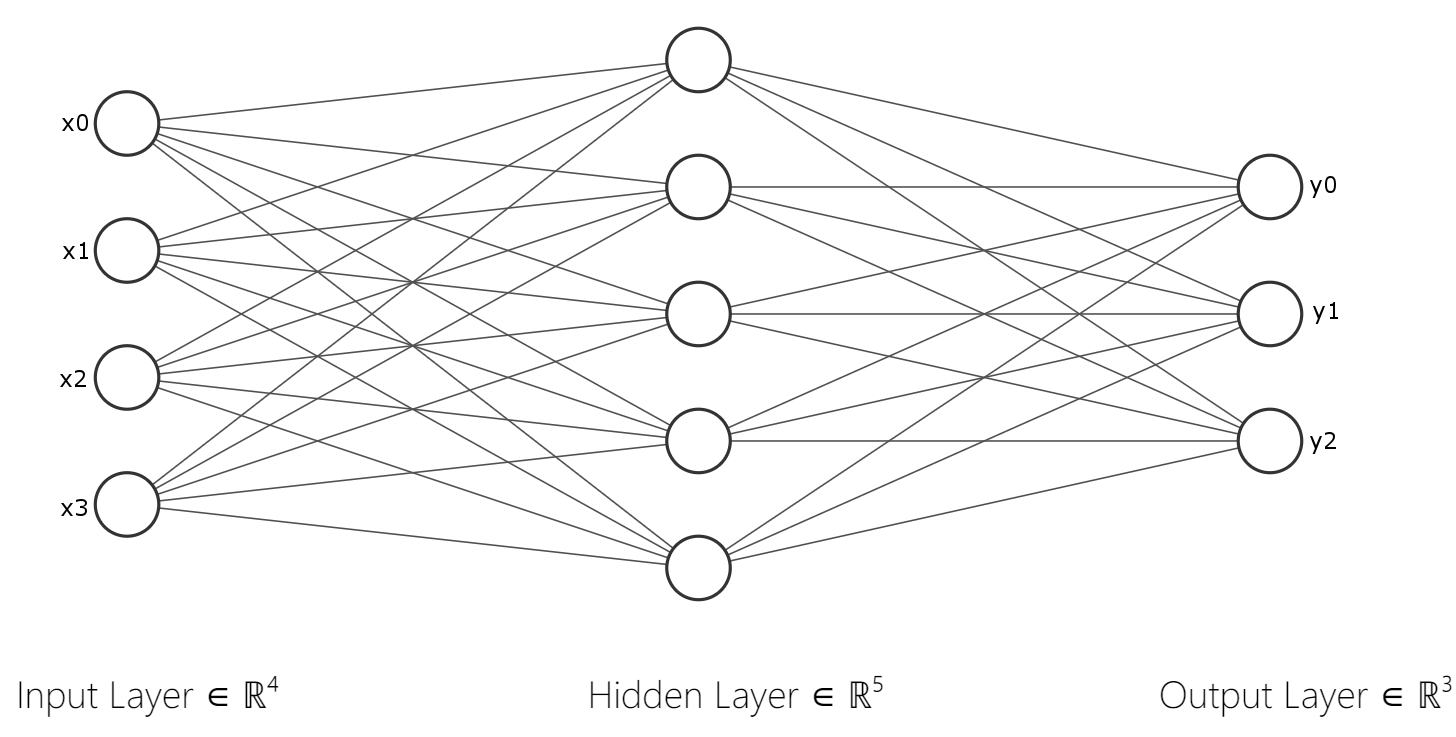 x0
x1
x2
x3
y0
y1
y2
Input Layer ∈ ℝ⁴
Hidden Layer ∈ ℝ⁵
Output Layer ∈ ℝ³